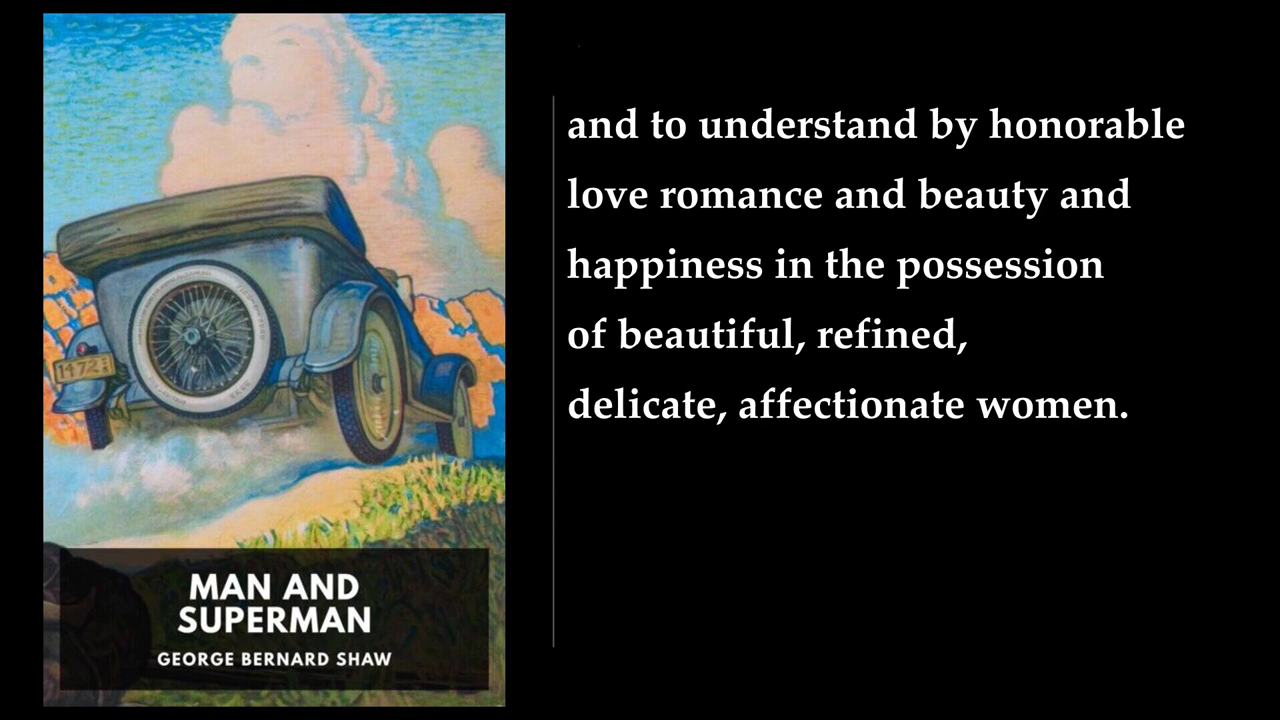 and to understand by honorable
love romance and beauty and
happiness in the possession
of beautiful, refined,
delicate, affectionate women.
1472
MAN AND
SUPERMAN
GEORGE BERNARD SHAW